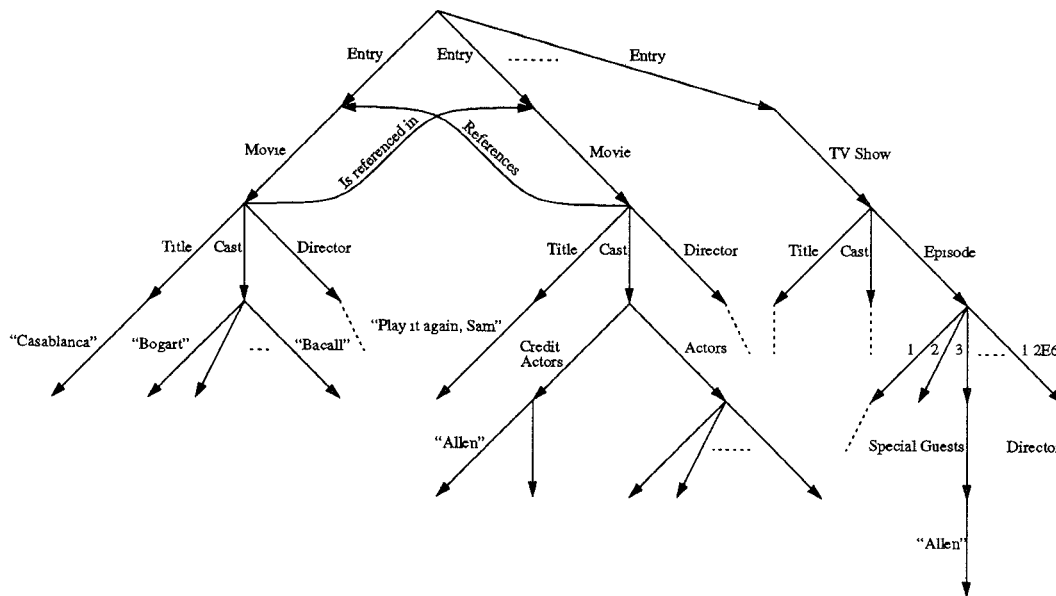 Entry
Entry
Entry
Is referenced in
References
Movie
Movie
TV Show
Title
Cast
Director
Title
Cast
Director
Title
Cast
Episode
"Casablanca"
"Bogart"
"Bacall"
"Play it again, Sam"
Credit
Actors
Actors
1
2
3
1 2E6
"Allen"
Special Guests
Director
"Allen"